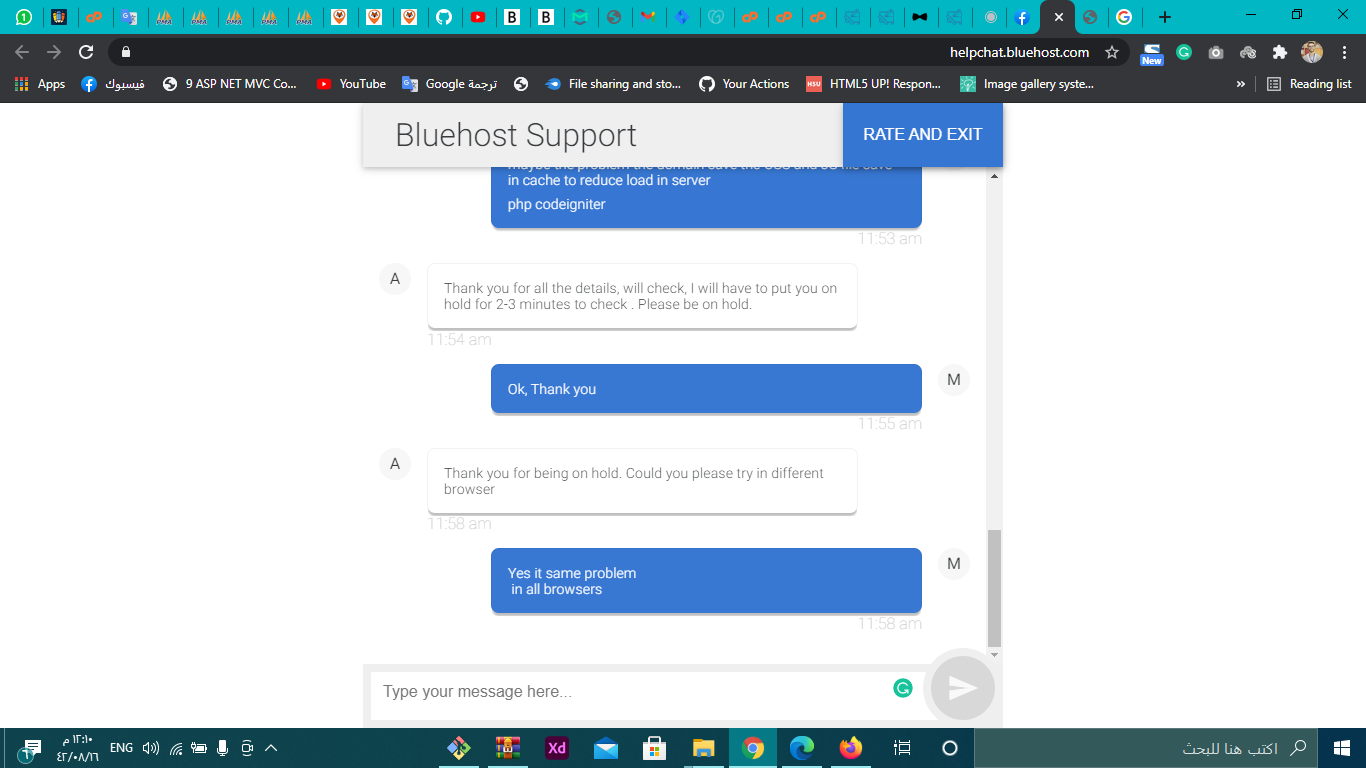 helpchat.bluehost.com
New
Apps
فيسبوك
9 ASP NET MVC Co...
YouTube
ترجمة Google
File sharing and sto...
Your Actions
HTML5 UP! Respon...
Image gallery syste...
»
Reading list
Bluehost Support
RATE AND EXIT
in cache to reduce load in server
php codeigniter
11:53 am
A
Thank you for all the details, will check, I will have to put you on
hold for 2-3 minutes to check . Please be on hold.
11:54 am
Ok, Thank you
M
11:55 am
A
Thank you for being on hold. Could you please try in different
browser
11:58 am
Yes it same problem
in all browsers
M
11:58 am
Type your message here...
١٢:١٠ م
٤٢/٠٨/١٦
ENG
Xd
اكتب هنا للبحث